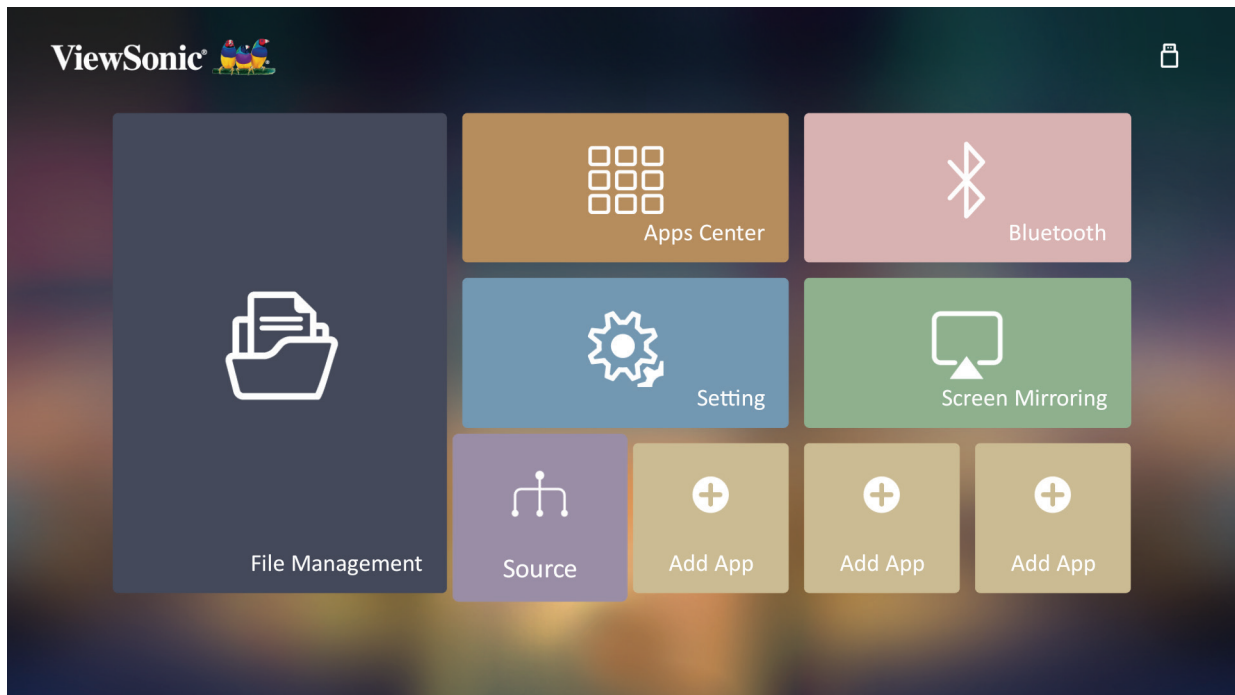 ViewSonic®
Apps Center
Bluetooth
Setting
Screen Mirroring
File Management
Source
Add App
Add App
Add App